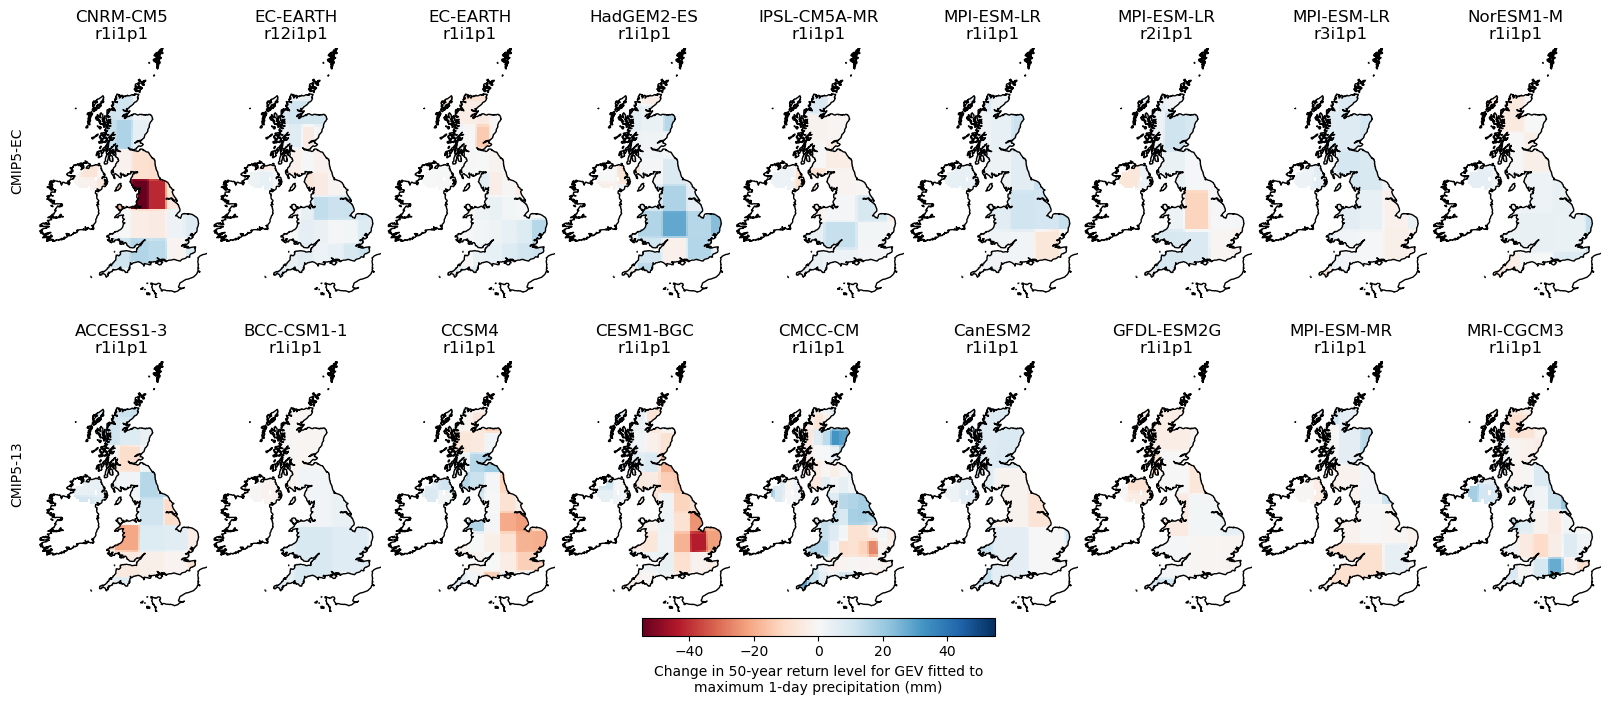 CNRM-CM5 EC-EARTH EC-EARTH HadGEM2-ES IPSL-CM5A-MR MPI-ESM-LR MPI-ESM-LR MPI-ESM-LR NorESM1-M
r1i1p1 r12i1p1 r1i1p1 r1i1p1 r1i1p1 r1i1p1 r2i1p1 r3i1p1 r1i1p1
CMIP5-EC
ACCESS1-3 BCC-CSM1-1 CCSM4 CESM1-BGC CMCC-CM CanESM2 GFDL-ESM2G MPI-ESM-MR MRI-CGCM3
r1i1p1 r1i1p1 r1i1p1 r1i1p1 r1i1p1 r1i1p1 r1i1p1 r1i1p1 r1i1p1
CMIP5-13
−40 −20 0 20 40
Change in 50-year return level for GEV fitted to
maximum 1-day precipitation (mm)